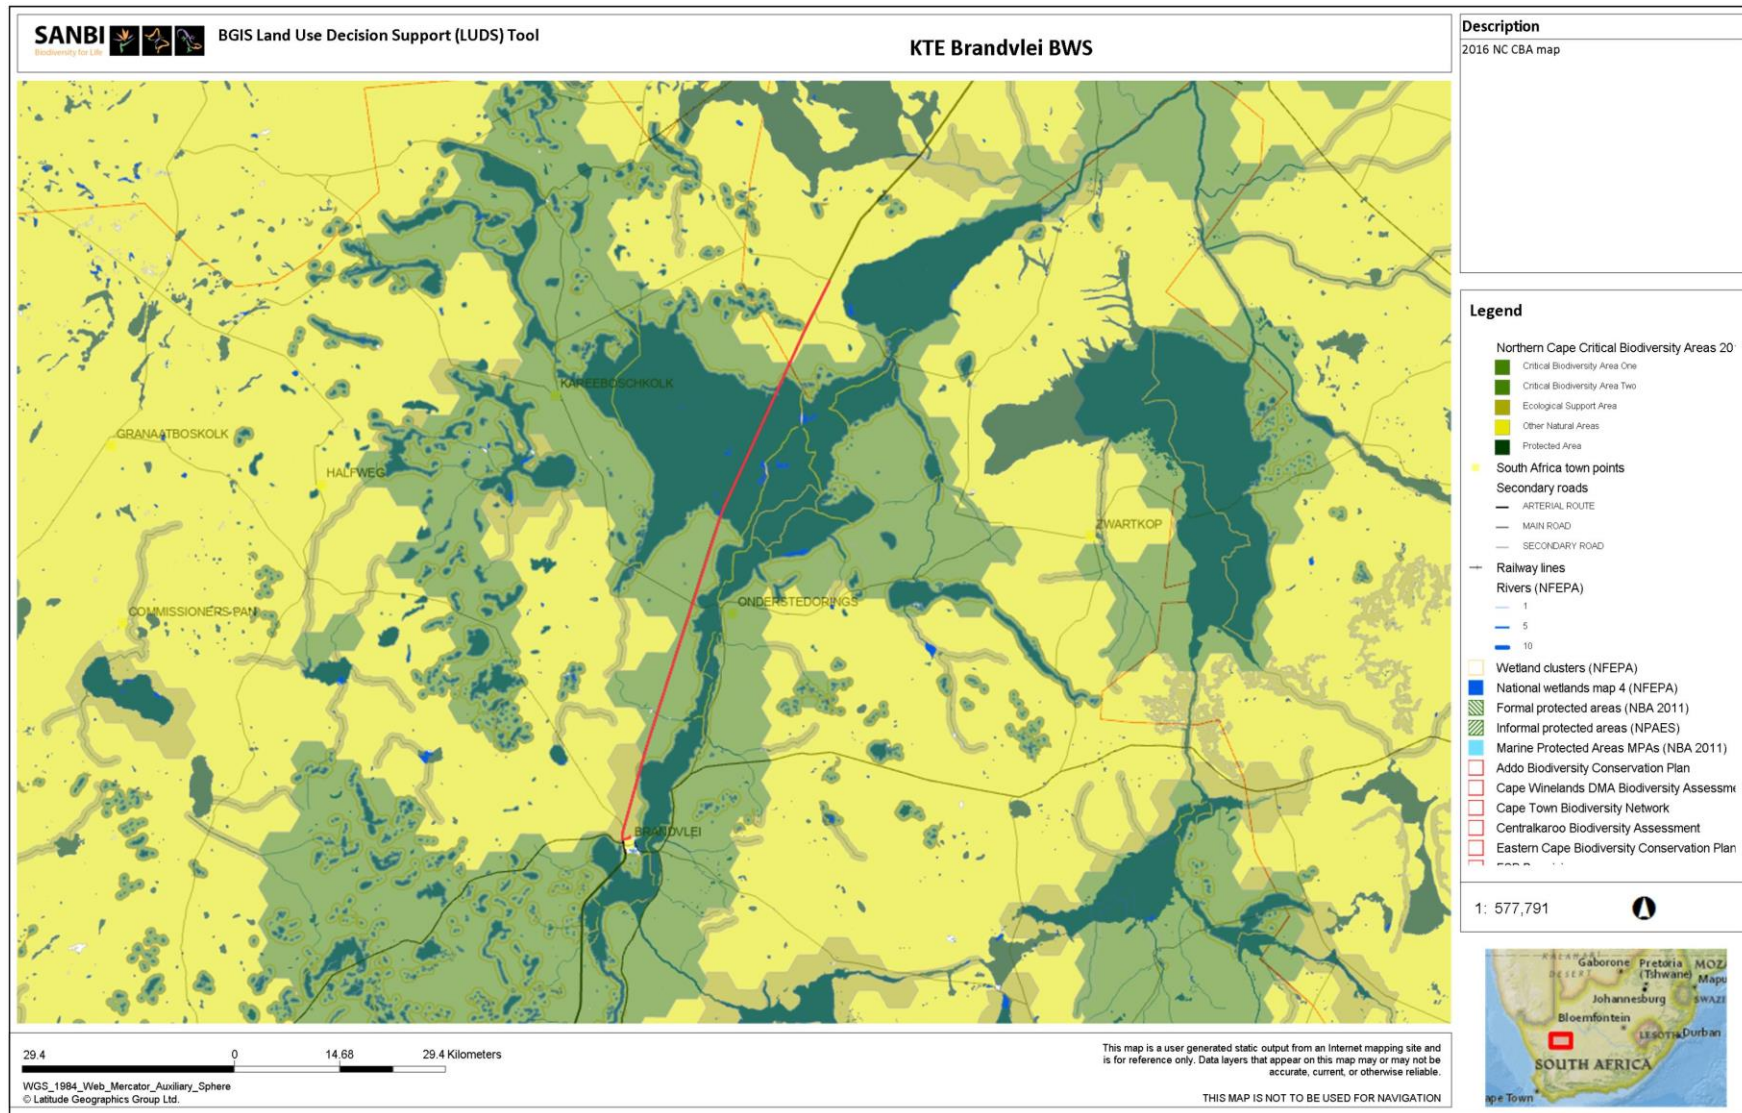 SANBI
Biodiversity for Life
BGIS Land Use Decision Support (LUDS) Tool
KTE Brandvlei BWS
Description
2016 NC CBA map
KAREEBOSCHKOLK
GRANAATBOSKOLK
HALFWEG
ZWARTKOP
COMMISSIONERS-PAN
ONDERSTEDORINGS
BRANDVLEI
Legend
Northern Cape Critical Biodiversity Areas 20
Critical Biodiversity Area One
Critical Biodiversity Area Two
Ecological Support Area
Other Natural Areas
Protected Area
South Africa town points
Secondary roads
ARTERIAL ROUTE
MAIN ROAD
SECONDARY ROAD
Railway lines
Rivers (NFEPA)
1
5
10
Wetland clusters (NFEPA)
National wetlands map 4 (NFEPA)
Formal protected areas (NBA 2011)
Informal protected areas (NPAES)
Marine Protected Areas MPAs (NBA 2011)
Addo Biodiversity Conservation Plan
Cape Winelands DMA Biodiversity Assessme
Cape Town Biodiversity Network
Centralkaroo Biodiversity Assessment
Eastern Cape Biodiversity Conservation Plan
1: 577,791
KALAHARI
DESERT
Gaborone
Pretoria
(Tshwane)
MOZ
Mapu
Johannesburg
SWAZI
Bloemfontein
LESOTHO
Durban
SOUTH AFRICA
ape Town
29.4 0 14.68 29.4 Kilometers
WGS_1984_Web_Mercator_Auxiliary_Sphere
© Latitude Geographics Group Ltd.
This map is a user generated static output from an Internet mapping site and
is for reference only. Data layers that appear on this map may or may not be
accurate, current, or otherwise reliable.
THIS MAP IS NOT TO BE USED FOR NAVIGATION